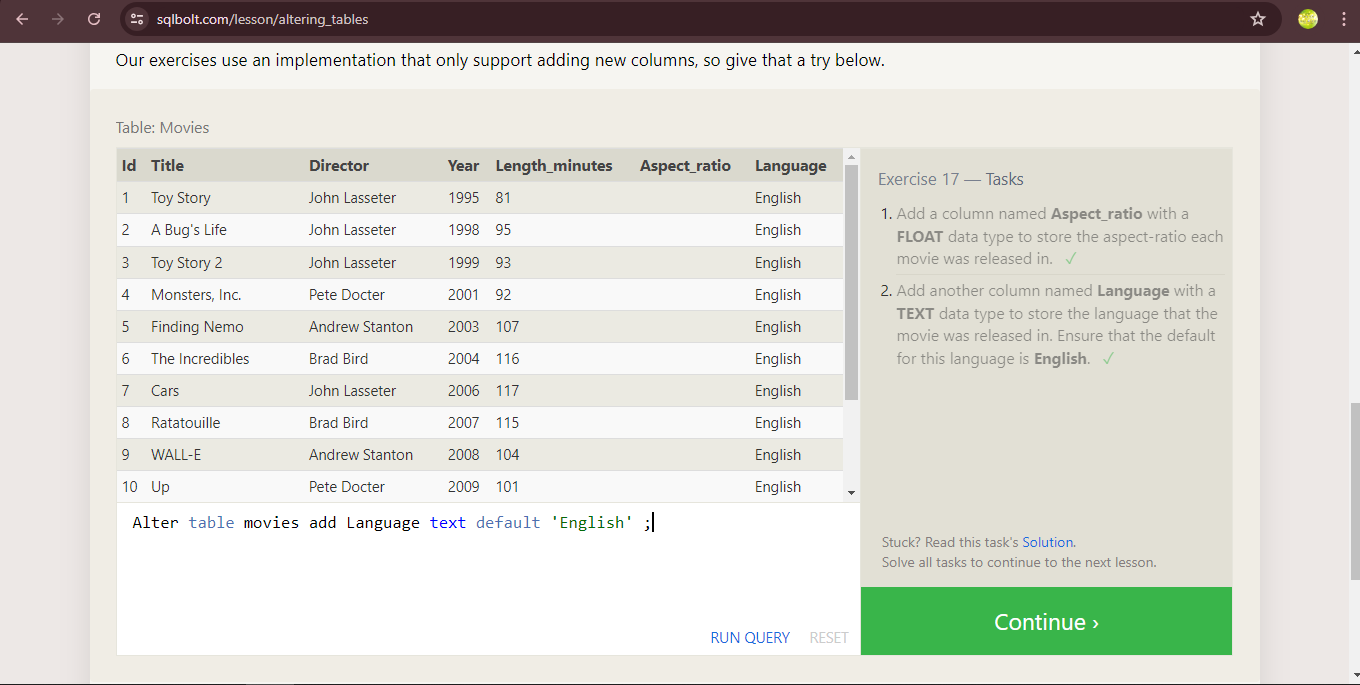 sqlbolt.com/lesson/altering_tables
Our exercises use an implementation that only support adding new columns, so give that a try below.
Table: Movies
Id Title Director Year Length_minutes Aspect_ratio Language
1 Toy Story John Lasseter 1995 81 English
2 A Bug's Life John Lasseter 1998 95 English
3 Toy Story 2 John Lasseter 1999 93 English
4 Monsters, Inc. Pete Docter 2001 92 English
5 Finding Nemo Andrew Stanton 2003 107 English
6 The Incredibles Brad Bird 2004 116 English
7 Cars John Lasseter 2006 117 English
8 Ratatouille Brad Bird 2007 115 English
9 WALL-E Andrew Stanton 2008 104 English
10 Up Pete Docter 2009 101 English
Alter table movies add Language text default 'English' ;
RUN QUERY RESET
Exercise 17 — Tasks
1. Add a column named Aspect_ratio with a
FLOAT data type to store the aspect-ratio each
movie was released in. ✓
2. Add another column named Language with a
TEXT data type to store the language that the
movie was released in. Ensure that the default
for this language is English. ✓
Stuck? Read this task's Solution.
Solve all tasks to continue to the next lesson.
Continue ›